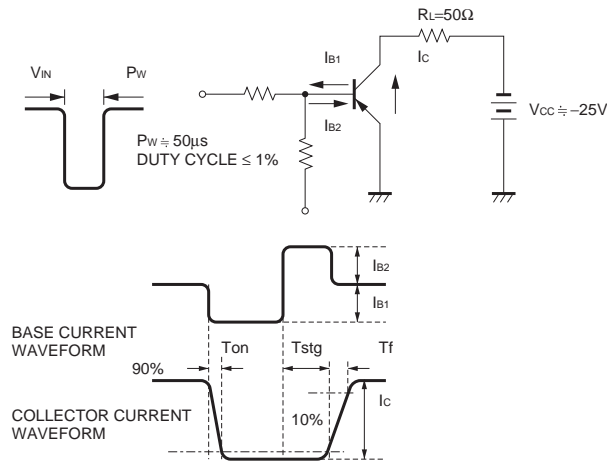 RL=50Ω
IB1
IC
VIN
PW
VCC ≒ −25V
IB2
PW ≒ 50μs
DUTY CYCLE ≤ 1%
IB2
IB1
BASE CURRENT
WAVEFORM
Ton
Tstg
Tf
90%
IC
COLLECTOR CURRENT
WAVEFORM
10%